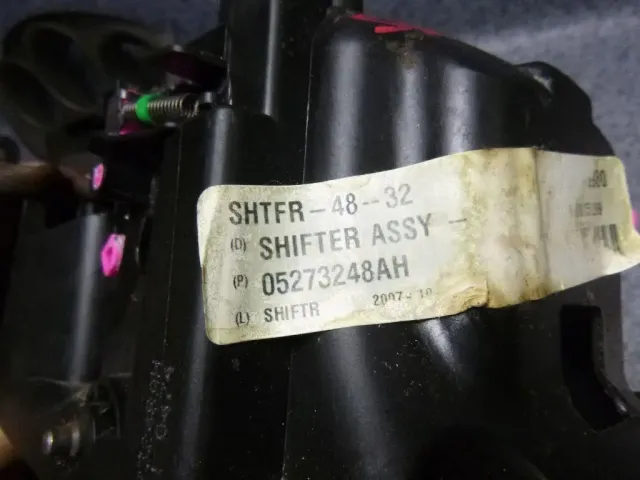 SHTFR-48--32
(D) SHIFTER ASSY -
(P) 05273248AH
(L) SHIFTR 2007-10